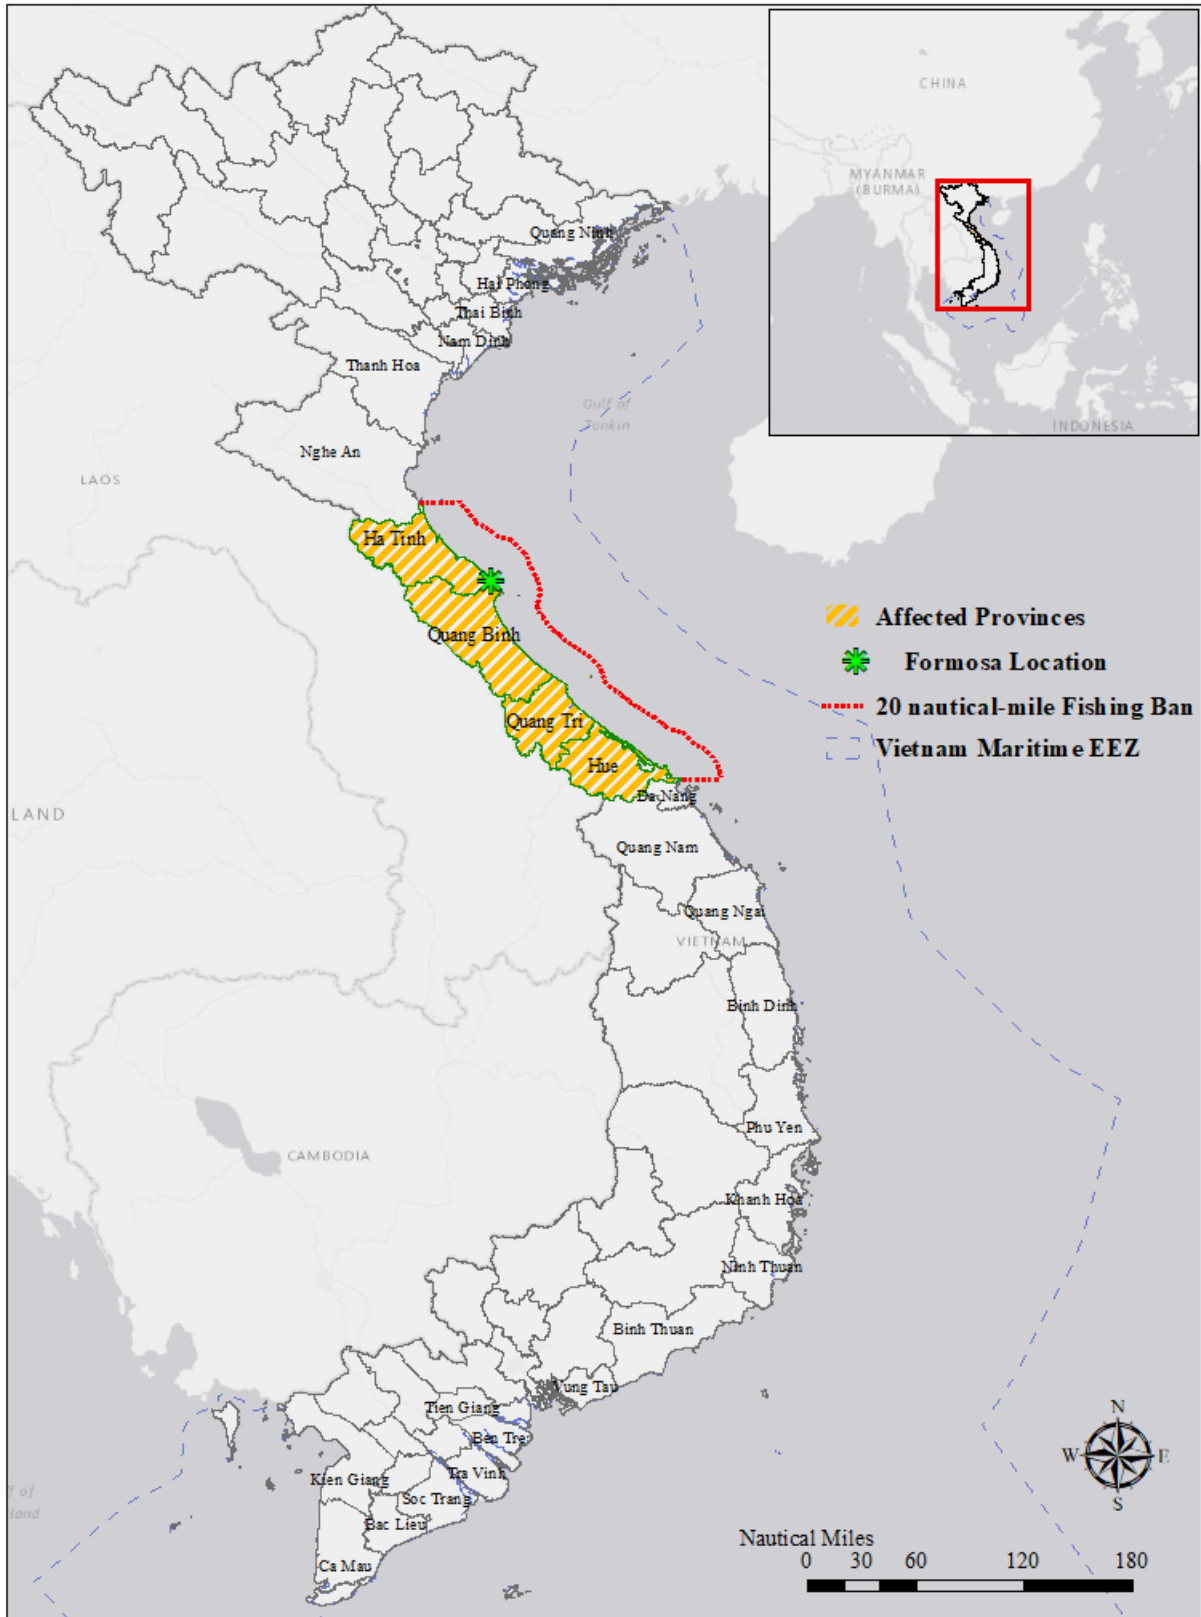 CHINA
MYANMAR
(BURMA)
INDONESIA
Quang Ninh
Hai Phong
Thai Binh
Nam Dinh
Thanh Hoa
Gulf of
Tonkin
Nghe An
LAOS
Ha Tinh
Quang Binh
Quang Tri
Hue
Da Nang
Affected Provinces
Formosa Location
20 nautical-mile Fishing Ban
Vietnam Maritime EEZ
LAND
Quang Nam
Quang Ngai
VIETNAM
Binh Dinh
Phu Yen
CAMBODIA
Khanh Hoa
Ninh Thuan
Binh Thuan
Vung Tau
Tien Giang
Ben Tre
Tra Vinh
Kien Giang
Soc Trang
Bac Lieu
Ca Mau
f of
land
N
W E
S
Nautical Miles
0 30 60 120 180